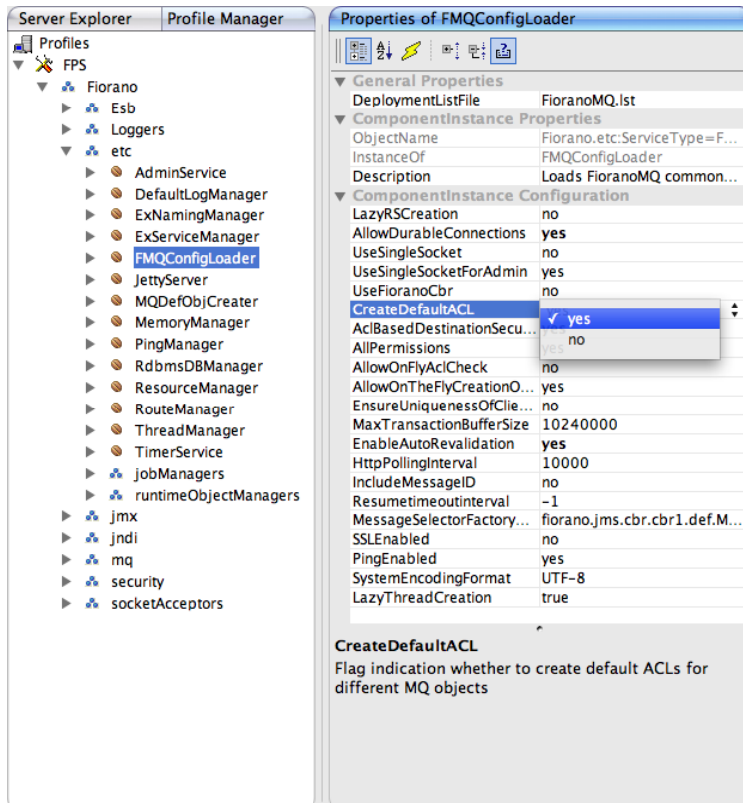 Server Explorer
Profile Manager
Profiles
FPS
Fiorano
Esb
Loggers
etc
AdminService
DefaultLogManager
ExNamingManager
ExServiceManager
FMQConfigLoader
JettyServer
MQDefObjCreater
MemoryManager
PingManager
RdbmsDBManager
ResourceManager
RouteManager
ThreadManager
TimerService
jobManagers
runtimeObjectManagers
jmx
jndi
mq
security
socketAcceptors
Properties of FMQConfigLoader
General Properties
DeploymentListFile FioranoMQ.lst
ComponentInstance Properties
ObjectName Fiorano.etc:ServiceType=F...
InstanceOf FMQConfigLoader
Description Loads FioranoMQ common...
ComponentInstance Configuration
LazyRSCreation no
AllowDurableConnections yes
UseSingleSocket no
UseSingleSocketForAdmin yes
UseFioranoCbr no
CreateDefaultACL
yes
no
AclBasedDestinationSecu...
AllPermissions
AllowOnFlyAclCheck no
AllowOnTheFlyCreationO... yes
EnsureUniquenessOfClie... no
MaxTransactionBufferSize 10240000
EnableAutoRevalidation yes
HttpPollingInterval 10000
IncludeMessageID no
Resumetimeoutinterval -1
MessageSelectorFactory... fiorano.jms.cbr.cbr1.def.M...
SSLEnabled no
PingEnabled yes
SystemEncodingFormat UTF-8
LazyThreadCreation true
CreateDefaultACL
Flag indication whether to create default ACLs for
different MQ objects